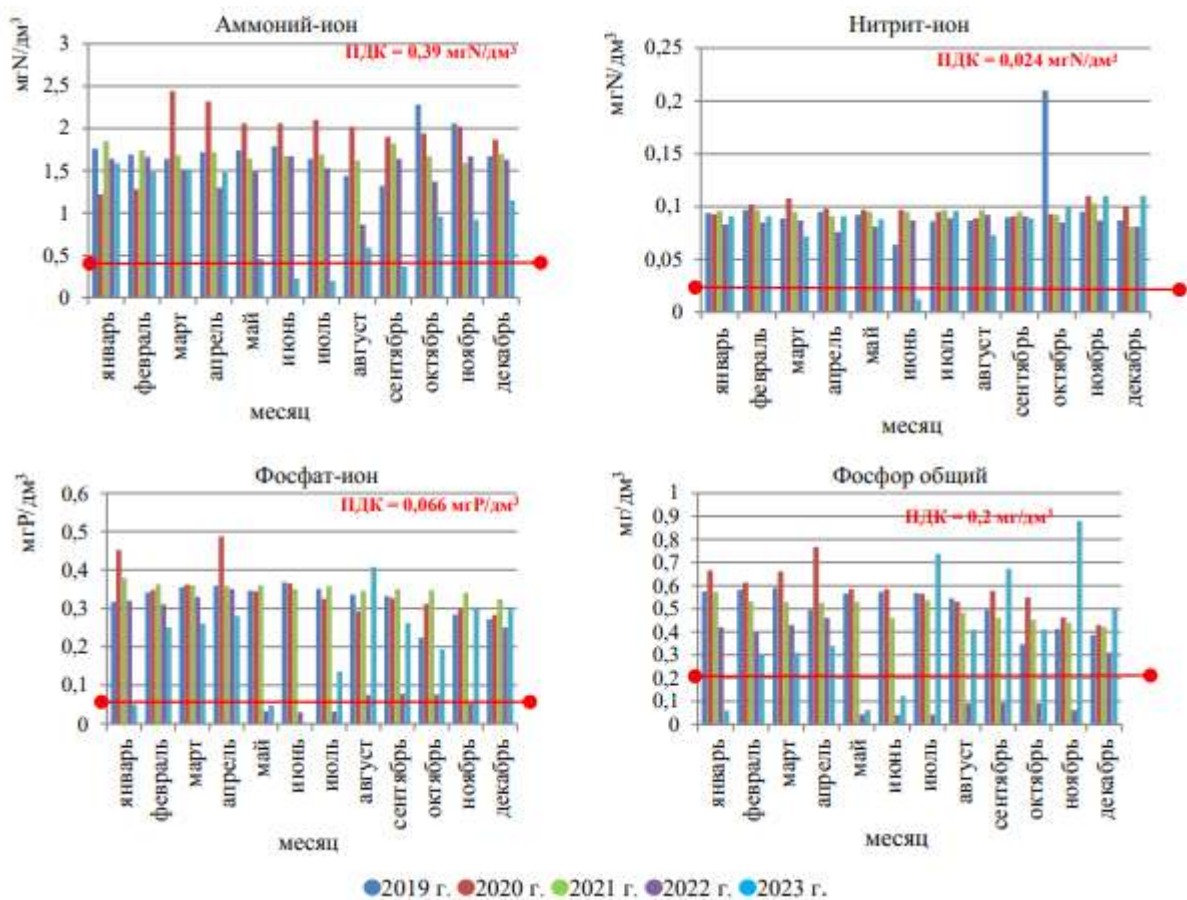 Аммоний-ион
мгN/дм³
ПДК = 0,39 мгN/дм³
3
2,5
2
1,5
1
0,5
0
январь
февраль
март
апрель
май
июнь
июль
август
сентябрь
октябрь
ноябрь
декабрь
месяц
Нитрит-ион
мгN/дм³
ПДК = 0,024 мгN/дм³
0,25
0,2
0,15
0,1
0,05
0
январь
февраль
март
апрель
май
июнь
июль
август
сентябрь
октябрь
ноябрь
декабрь
месяц
Фосфат-ион
мгP/дм³
ПДК = 0,066 мгP/дм³
0,6
0,5
0,4
0,3
0,2
0,1
0
январь
февраль
март
апрель
май
июнь
июль
август
сентябрь
октябрь
ноябрь
декабрь
месяц
Фосфор общий
мг/дм³
ПДК = 0,2 мг/дм³
1
0,9
0,8
0,7
0,6
0,5
0,4
0,3
0,2
0,1
0
январь
февраль
март
апрель
май
июнь
июль
август
сентябрь
октябрь
ноябрь
декабрь
месяц
2019 г. 2020 г. 2021 г. 2022 г. 2023 г.